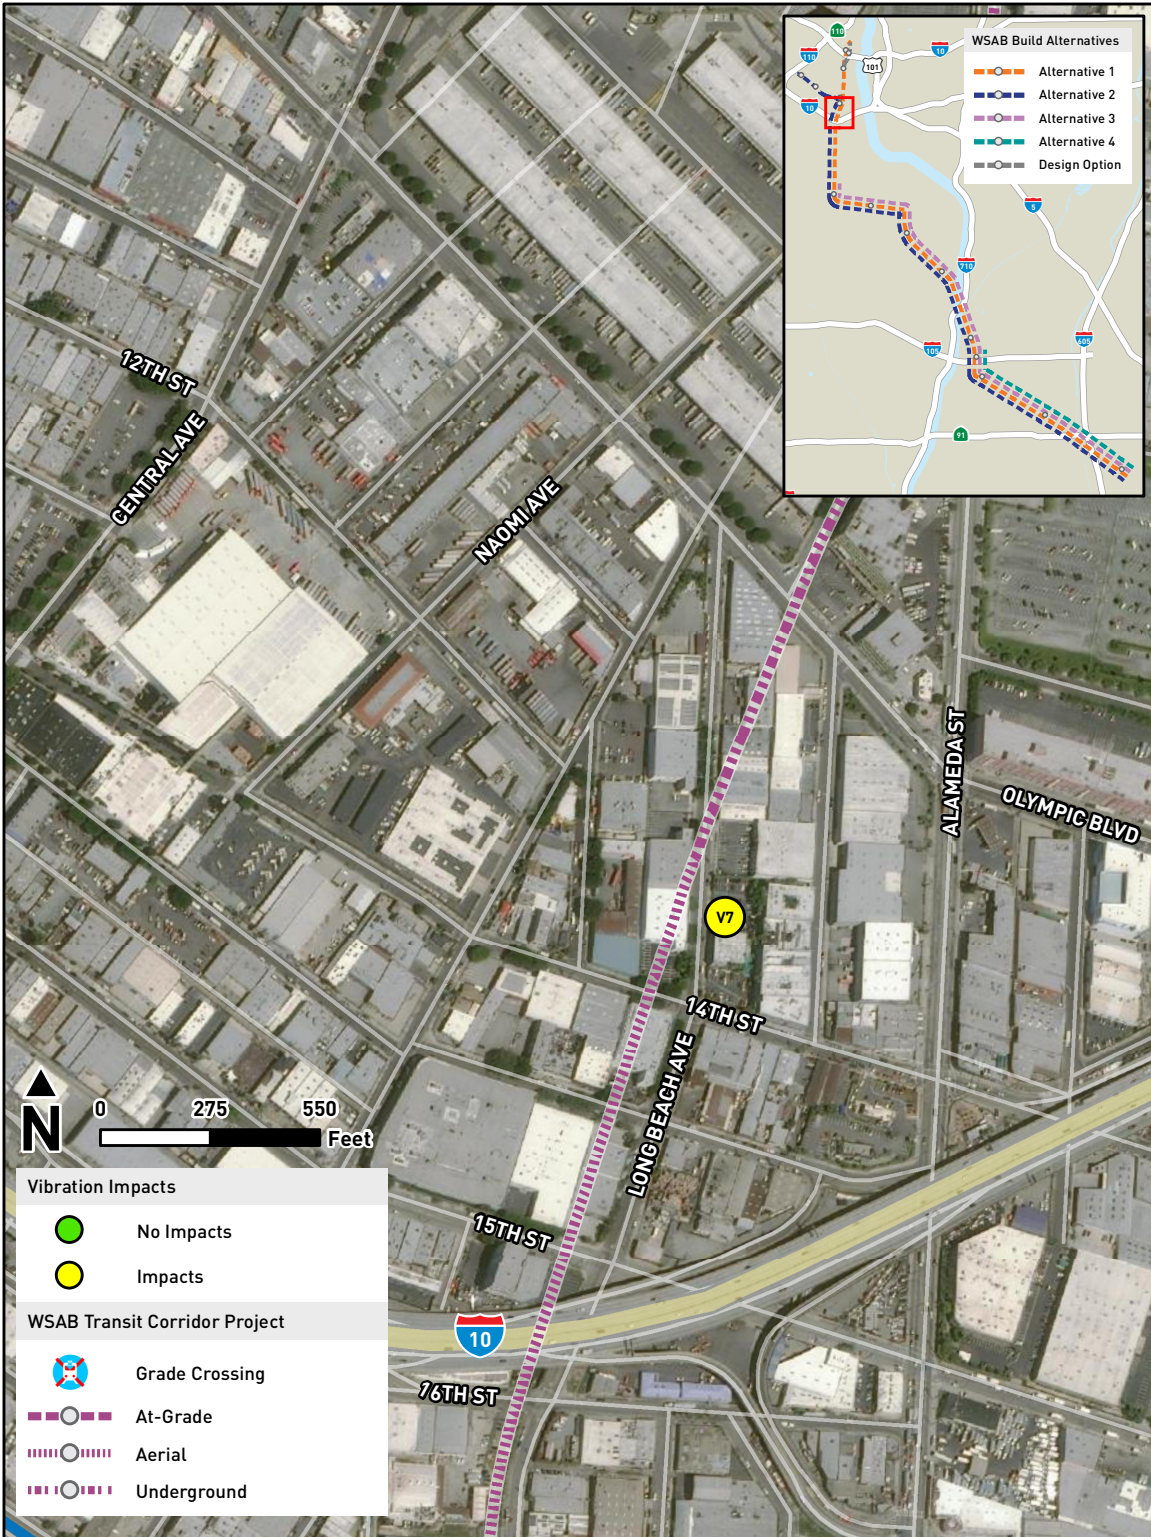 WSAB Build Alternatives
Alternative 1
Alternative 2
Alternative 3
Alternative 4
Design Option
110
110
10
101
10
5
710
105
605
91
12TH ST
CENTRAL AVE
NAOMI AVE
ALAMEDA ST
OLYMPIC BLVD
V7
14TH ST
LONG BEACH AVE
15TH ST
10
16TH ST
N
0 275 550
Feet
Vibration Impacts
No Impacts
Impacts
WSAB Transit Corridor Project
Grade Crossing
At-Grade
Aerial
Underground